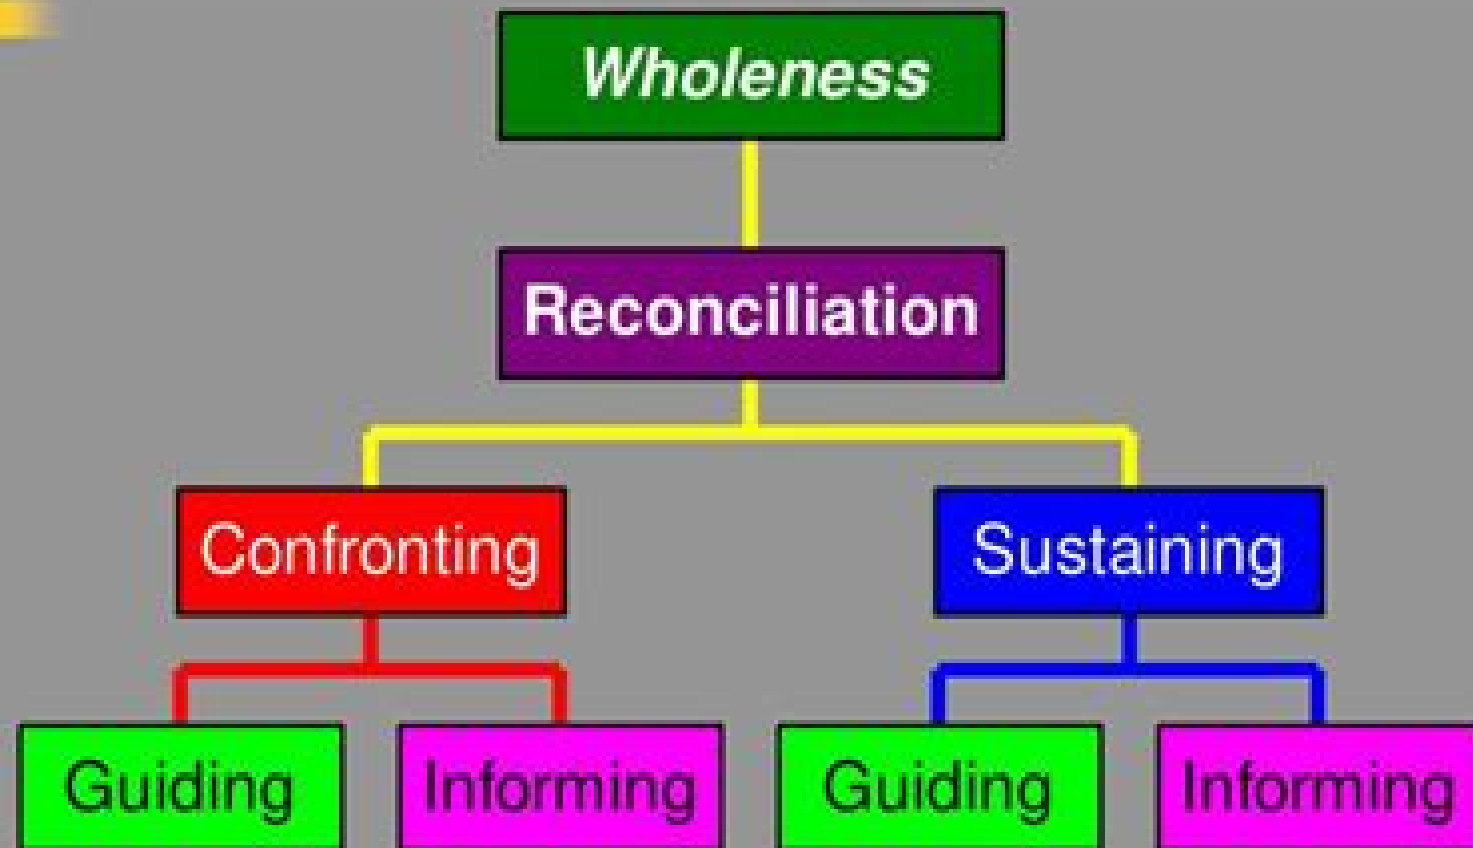 Wholeness
Reconciliation
Confronting
Sustaining
Guiding
Informing
Guiding
Informing